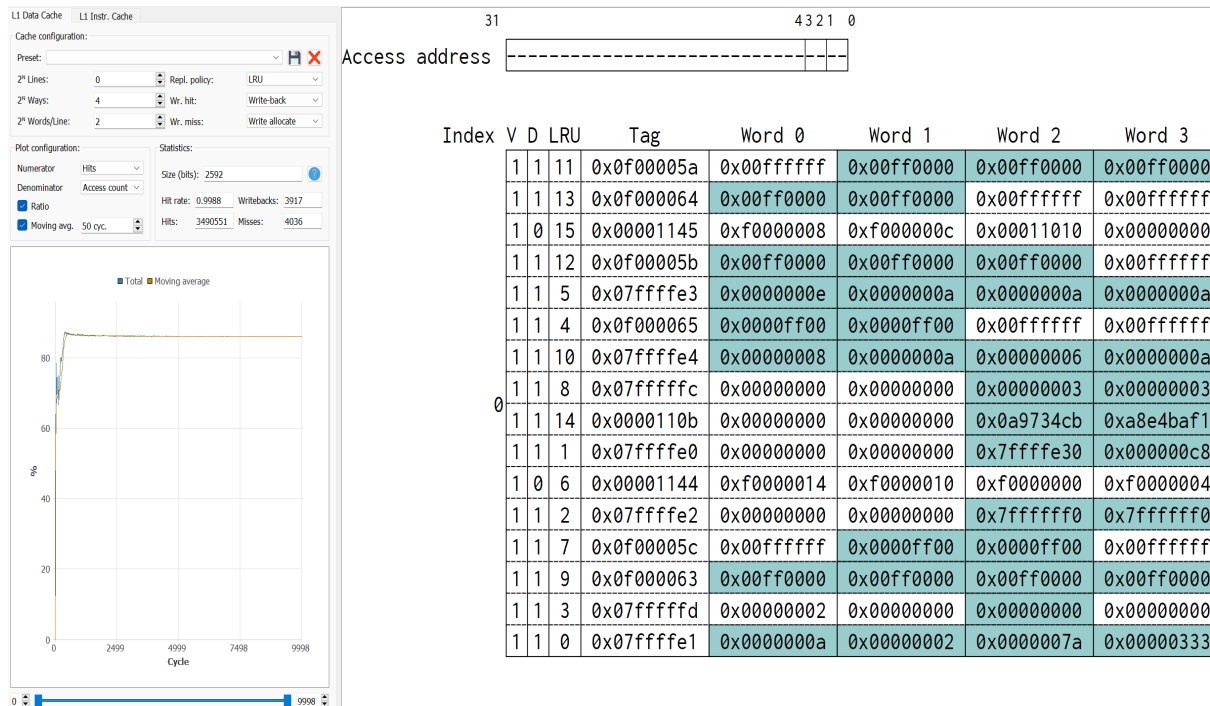 L1 Data Cache L1 Instr. Cache
Cache configuration:
Preset:
2ᴺ Lines: 0 Repl. policy: LRU
2ᴺ Ways: 4 Wr. hit: Write-back
2ᴺ Words/Line: 2 Wr. miss: Write allocate
Plot configuration: Statistics:
Numerator Hits Size (bits): 2592
Denominator Access count
Ratio Hit rate: 0.9988 Writebacks: 3917
Moving avg. 50 cyc. Hits: 3490551 Misses: 4036
Total Moving average
80
60
%
40
20
0
0 2499 4999 7498 9998
Cycle
0 9998
31 4 3 2 1 0
Access address
Index V D LRU Tag Word 0 Word 1 Word 2 Word 3
1 1 11 0x0f00005a 0x00ffffff 0x00ff0000 0x00ff0000 0x00ff0000
1 1 13 0x0f000064 0x00ff0000 0x00ff0000 0x00ffffff 0x00ffffff
1 0 15 0x00001145 0xf0000008 0xf000000c 0x00011010 0x00000000
1 1 12 0x0f00005b 0x00ff0000 0x00ff0000 0x00ff0000 0x00ffffff
1 1 5 0x07ffffe3 0x0000000e 0x0000000a 0x0000000a 0x0000000a
1 1 4 0x0f000065 0x0000ff00 0x0000ff00 0x00ffffff 0x00ffffff
1 1 10 0x07ffffe4 0x00000008 0x0000000a 0x00000006 0x0000000a
1 1 8 0x07fffffc 0x00000000 0x00000000 0x00000003 0x00000003
0
1 1 14 0x0000110b 0x00000000 0x00000000 0x0a9734cb 0xa8e4baf1
1 1 1 0x07ffffe0 0x00000000 0x00000000 0x7ffffe30 0x000000c8
1 0 6 0x00001144 0xf0000014 0xf0000010 0xf0000000 0xf0000004
1 1 2 0x07ffffe2 0x00000000 0x00000000 0x7ffffff0 0x7ffffff0
1 1 7 0x0f00005c 0x00ffffff 0x0000ff00 0x0000ff00 0x00ffffff
1 1 9 0x0f000063 0x00ff0000 0x00ff0000 0x00ff0000 0x00ff0000
1 1 3 0x07fffffd 0x00000002 0x00000000 0x00000000 0x00000000
1 1 0 0x07ffffe1 0x0000000a 0x00000002 0x0000007a 0x00000333